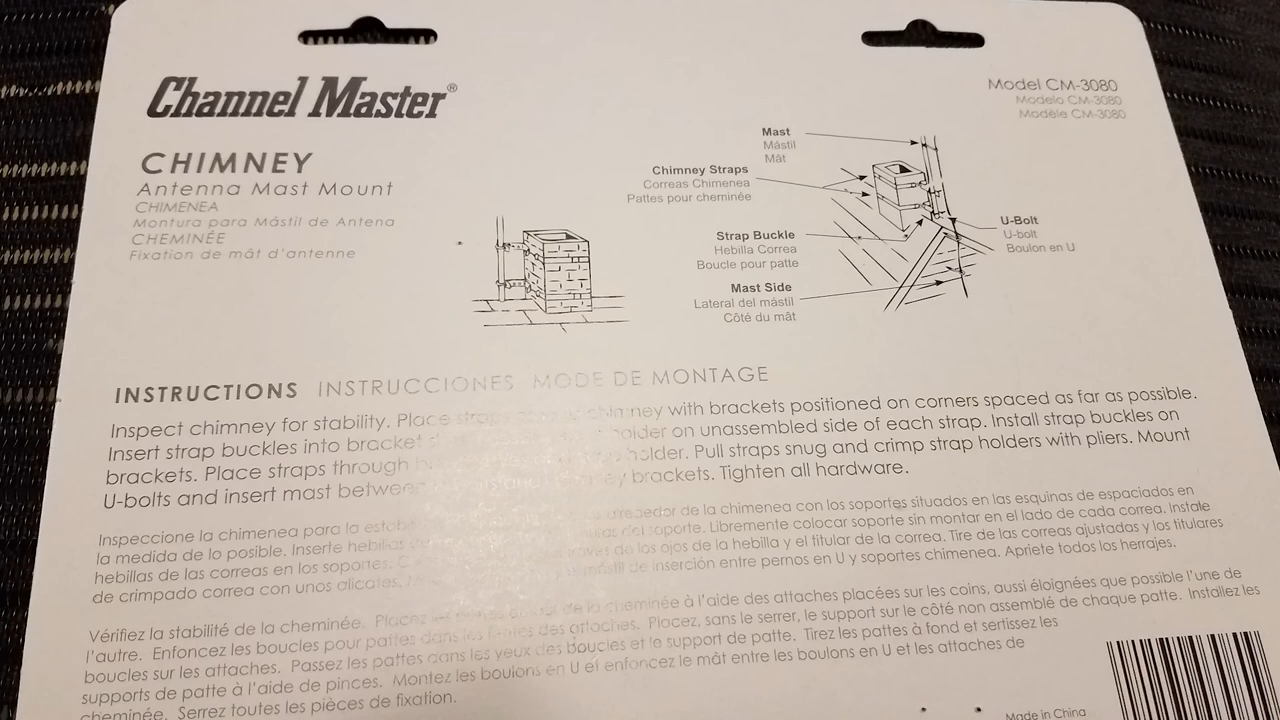 Channel Master®
Model CM-3080
Modelo CM-3080
Modèle CM-3080
CHIMNEY
Antenna Mast Mount
CHIMENEA
Montura para Mástil de Antena
CHEMINÉE
Fixation de mât d'antenne
Mast
Mástil
Mât
Chimney Straps
Correas Chimenea
Pattes pour cheminée
Strap Buckle
Hebilla Correa
Boucle pour patte
Mast Side
Lateral del mástil
Côté du mât
U-Bolt
U-bolt
Boulon en U
INSTRUCTIONS INSTRUCCIONES MODE DE MONTAGE
Inspect chimney for stability. Place straps chimney with brackets positioned on corners spaced as far as possible.
Insert strap buckles into bracket holder on unassembled side of each strap. Install strap buckles on
brackets. Place straps through holder. Pull straps snug and crimp strap holders with pliers. Mount
U-bolts and insert mast between brackets. Tighten all hardware.
Inspeccione la chimenea para la de la chimenea con los soportes situados en las esquinas de espaciados en
la medida de lo posible. Inserte hebillas del soporte. Libremente colocar soporte sin montar en el lado de cada correa. Instale
hebillas de las correas en los soportes. de los ojos de la hebilla y el titular de la correa. Tire de las correas ajustadas y los titulares
de crimpado correa con unos alicates. mástil de inserción entre pernos en U y soportes chimenea. Apriete todos los herrajes.
Vérifiez la stabilité de la cheminée. Placez les de la cheminée à l'aide des attaches placées sur les coins, aussi éloignées que possible l'une de
l'autre. Enfoncez les boucles pour pattes dans les fentes des attaches. Placez, sans le serrer, le support sur le côté non assemblé de chaque patte. Installez les
boucles sur les attaches. Passez les pattes dans les yeux des boucles et le support de patte. Tirez les pattes à fond et sertissez les
supports de patte à l'aide de pinces. Montez les boulons en U et enfoncez le mât entre les boulons en U et les attaches de
cheminée. Serrez toutes les pièces de fixation.
Made in China